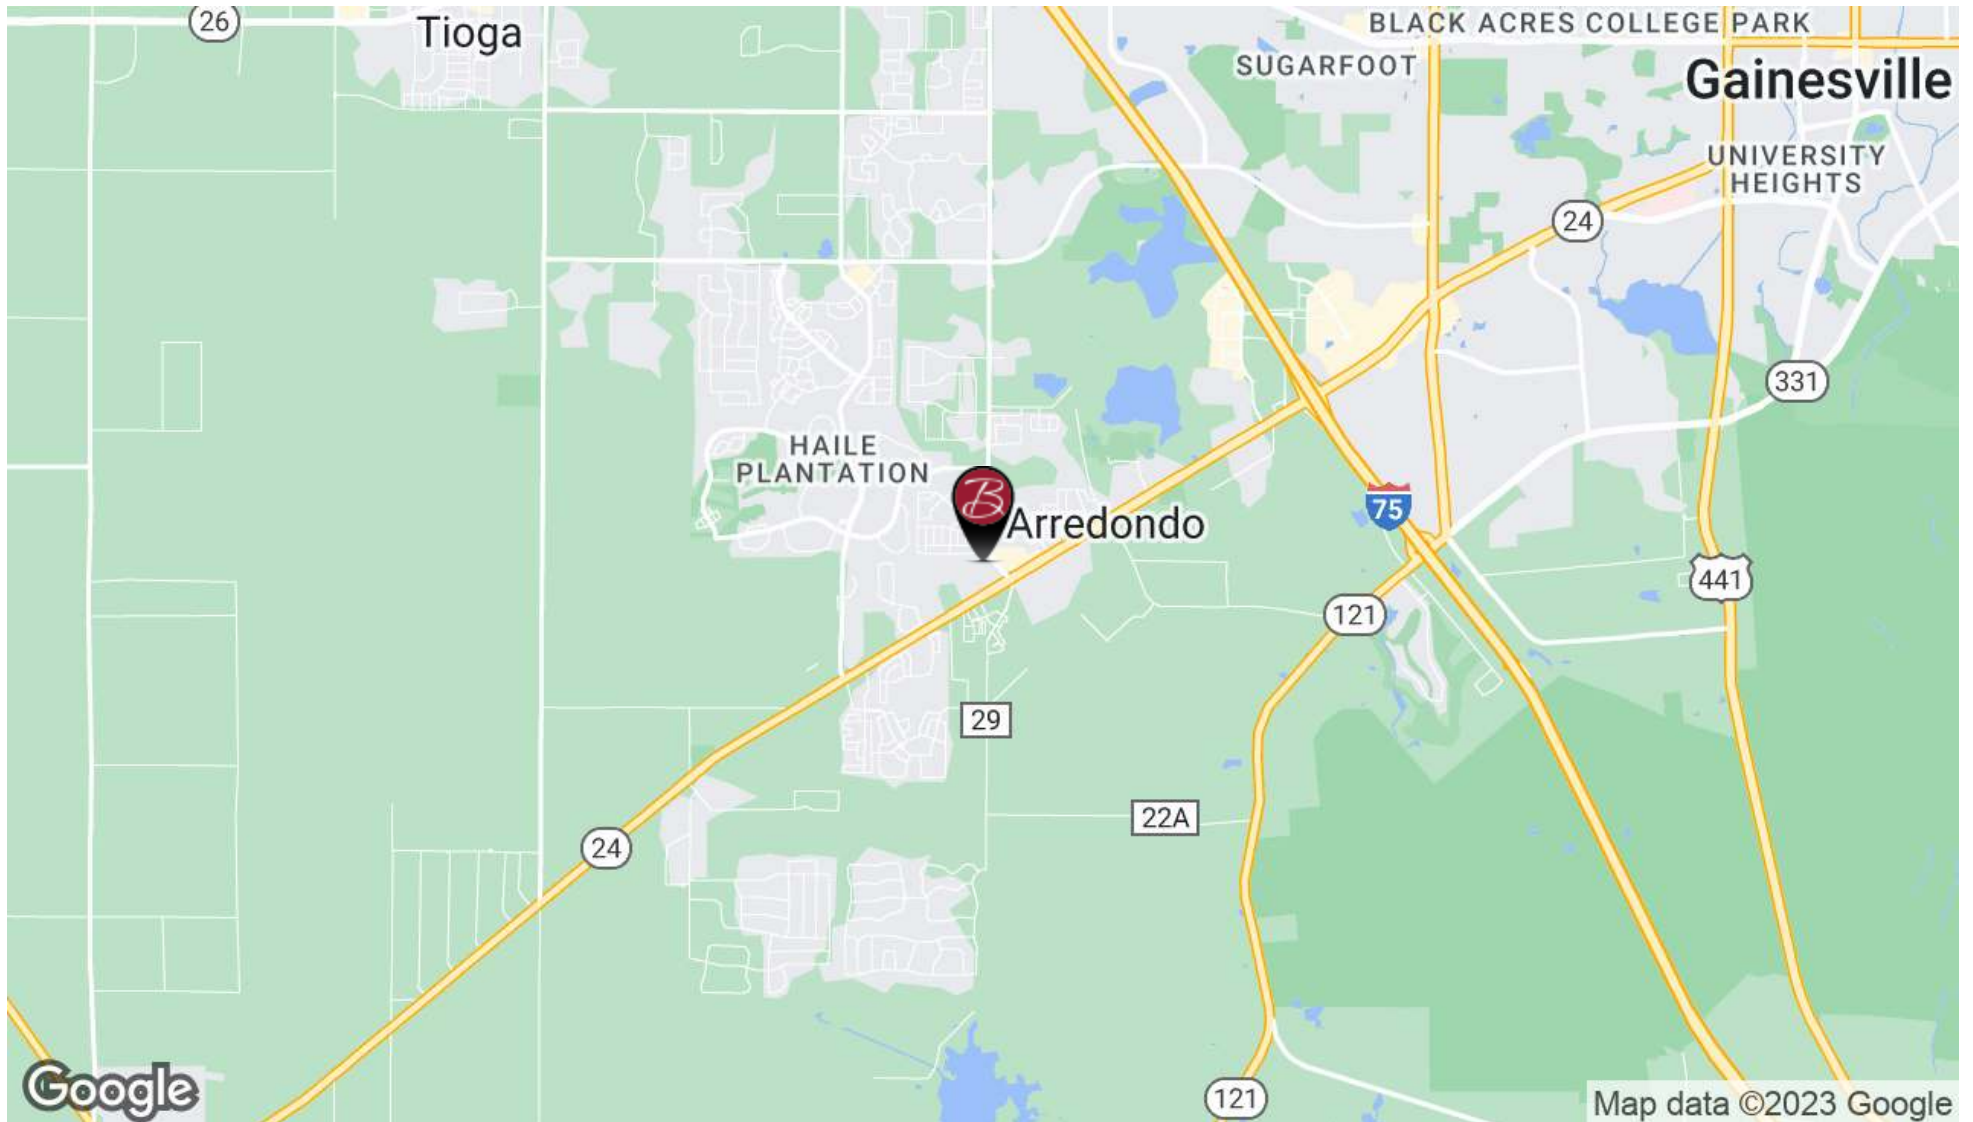 26
Tioga
BLACK ACRES COLLEGE PARK
SUGARFOOT
Gainesville
UNIVERSITY
HEIGHTS
24
331
HAILE
PLANTATION
B
Arredondo
75
441
121
29
22A
24
121
Google
Map data ©2023 Google